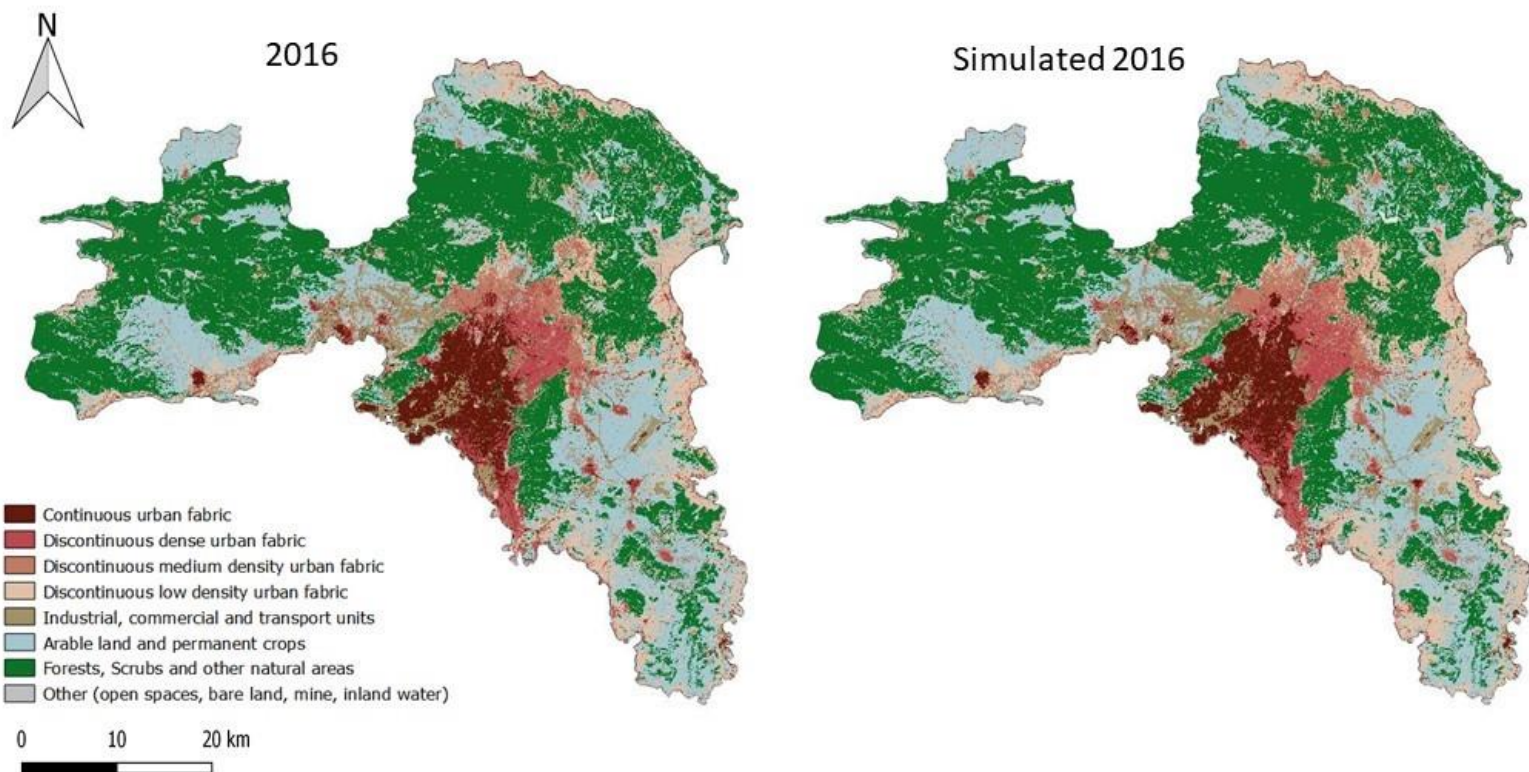 N
2016
Simulated 2016
Continuous urban fabric
Discontinuous dense urban fabric
Discontinuous medium density urban fabric
Discontinuous low density urban fabric
Industrial, commercial and transport units
Arable land and permanent crops
Forests, Scrubs and other natural areas
Other (open spaces, bare land, mine, inland water)
0 10 20 km